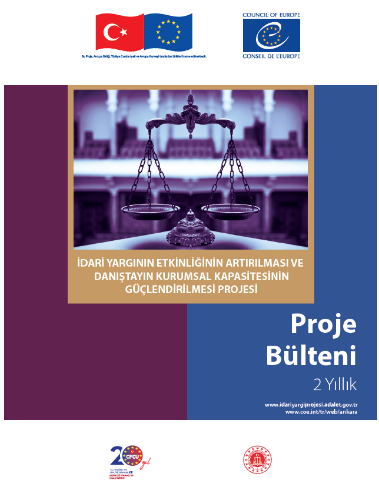 COUNCIL OF EUROPE
CONSEIL DE L'EUROPE
İDARİ YARGININ ETKİNLİĞİNİN ARTIRILMASI VE
DANIŞTAYIN KURUMSAL KAPASİTESİNİN
GÜÇLENDİRİLMESİ PROJESİ
Proje
Bülteni
2 Yıllık
www.idariyargiprojesi.adalet.gov.tr
www.coe.int/tr/web/ankara
20
CFCU
yıl